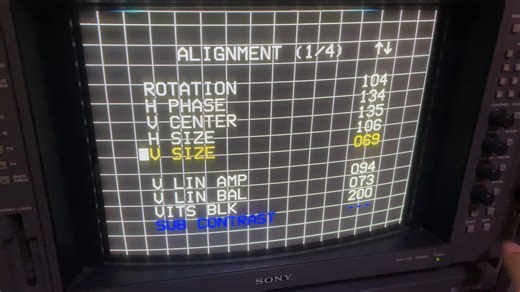 ALIGNMENT (1/4) ↑↓
ROTATION 104
H PHASE 134
V CENTER 135
H SIZE 106
V SIZE 069
V LIN AMP 094
V LIN BAL 073
VITS BLK 200
SUB CONTRAST ---
SONY